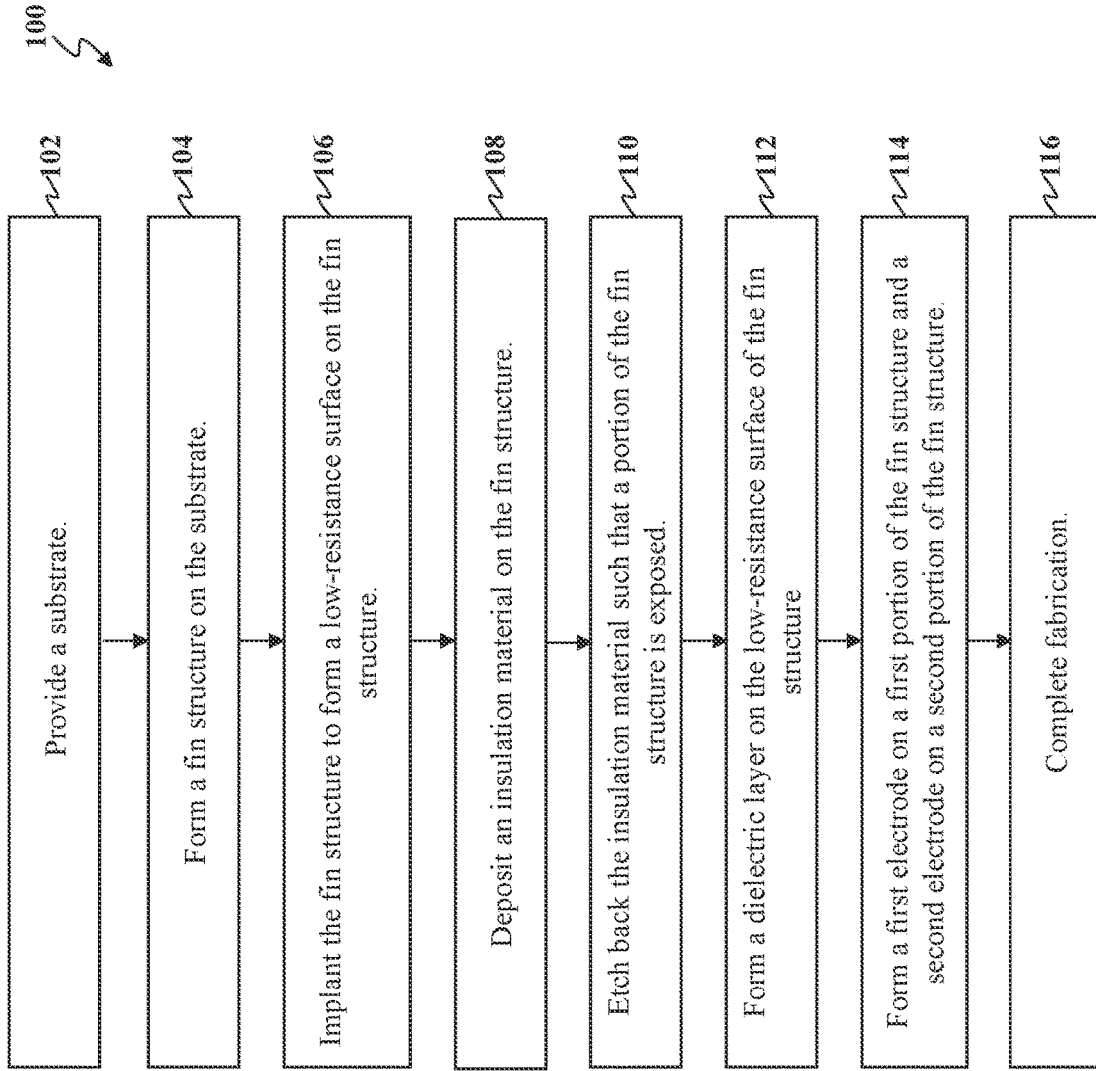 100
Provide a substrate.
102
Form a fin structure on the substrate.
104
Implant the fin structure to form a low-resistance surface on the fin
structure.
106
Deposit an insulation material on the fin structure.
108
Etch back the insulation material such that a portion of the fin
structure is exposed.
110
Form a dielectric layer on the low-resistance surface of the fin
structure
112
Form a first electrode on a first portion of the fin structure and a
second electrode on a second portion of the fin structure.
114
Complete fabrication.
116